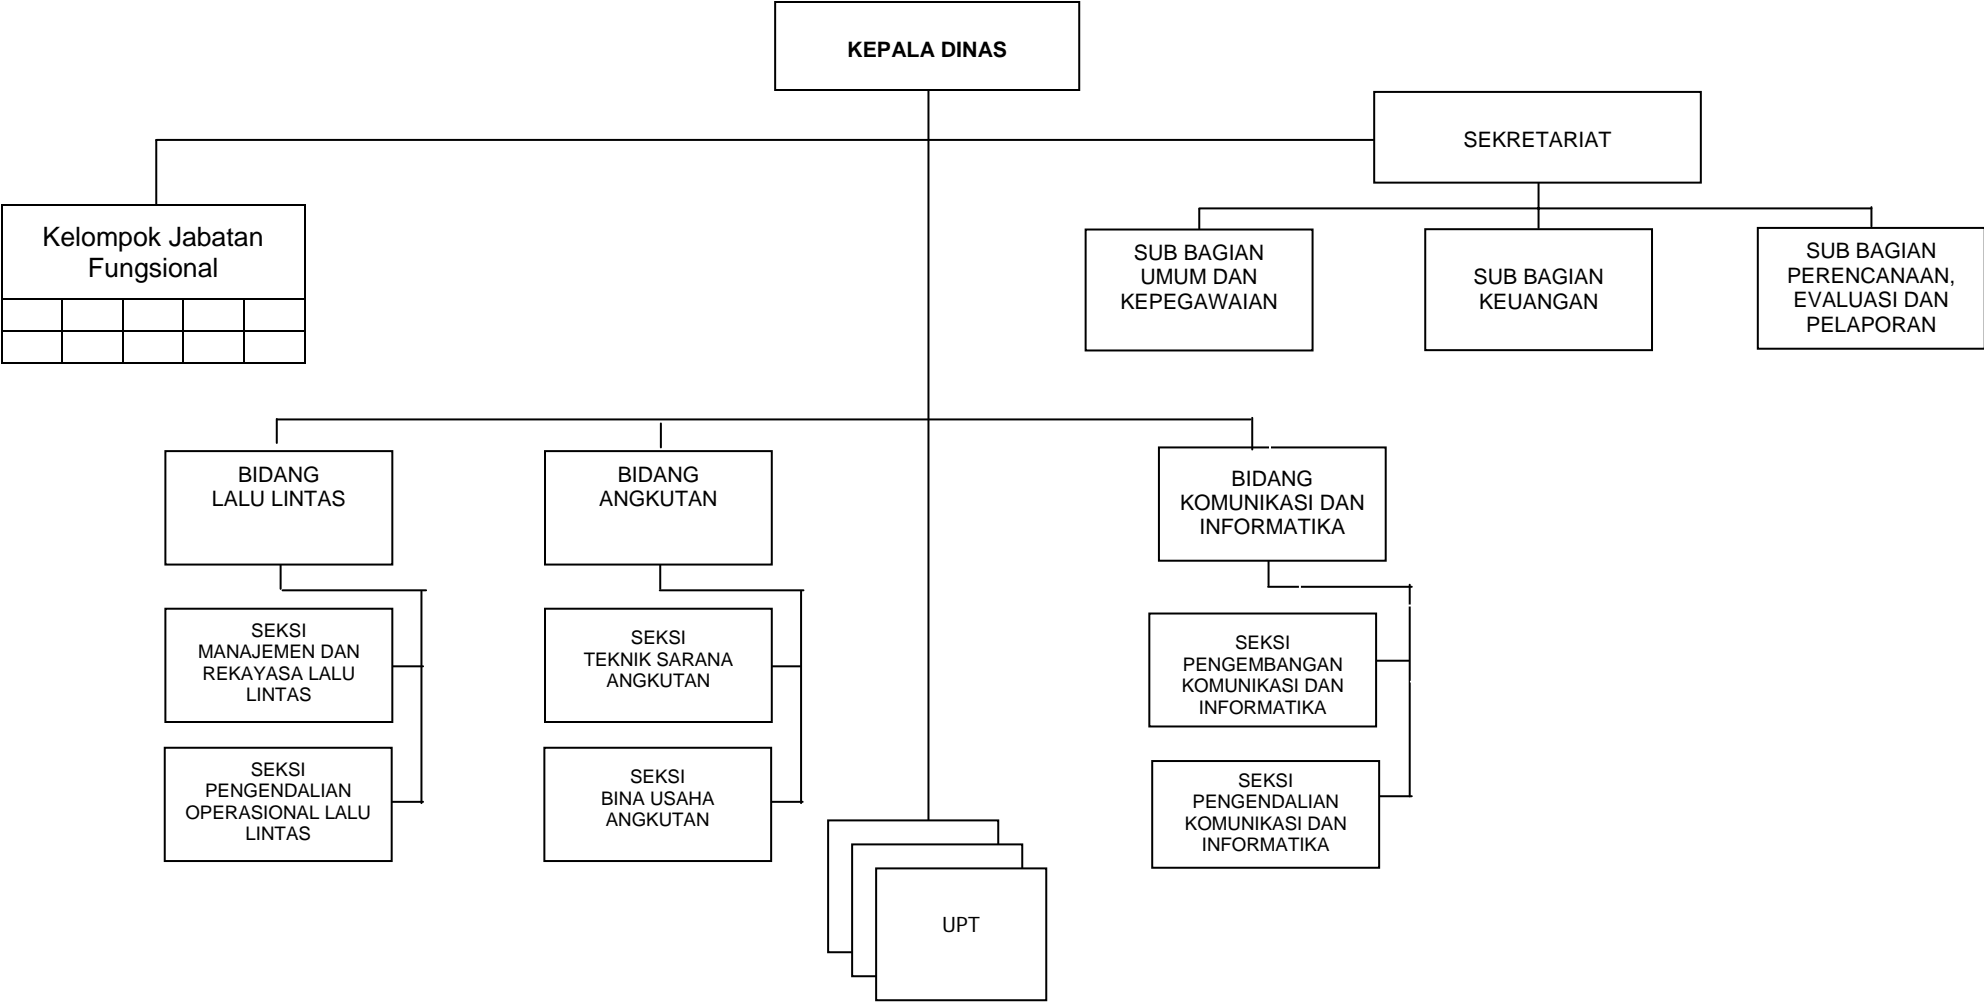 KEPALA DINAS
SEKRETARIAT
Kelompok Jabatan
Fungsional
SUB BAGIAN
UMUM DAN
KEPEGAWAIAN
SUB BAGIAN
KEUANGAN
SUB BAGIAN
PERENCANAAN,
EVALUASI DAN
PELAPORAN
BIDANG
LALU LINTAS
BIDANG
ANGKUTAN
BIDANG
KOMUNIKASI DAN
INFORMATIKA
SEKSI
MANAJEMEN DAN
REKAYASA LALU
LINTAS
SEKSI
TEKNIK SARANA
ANGKUTAN
SEKSI
PENGEMBANGAN
KOMUNIKASI DAN
INFORMATIKA
SEKSI
PENGENDALIAN
OPERASIONAL LALU
LINTAS
SEKSI
BINA USAHA
ANGKUTAN
SEKSI
PENGENDALIAN
KOMUNIKASI DAN
INFORMATIKA
UPT